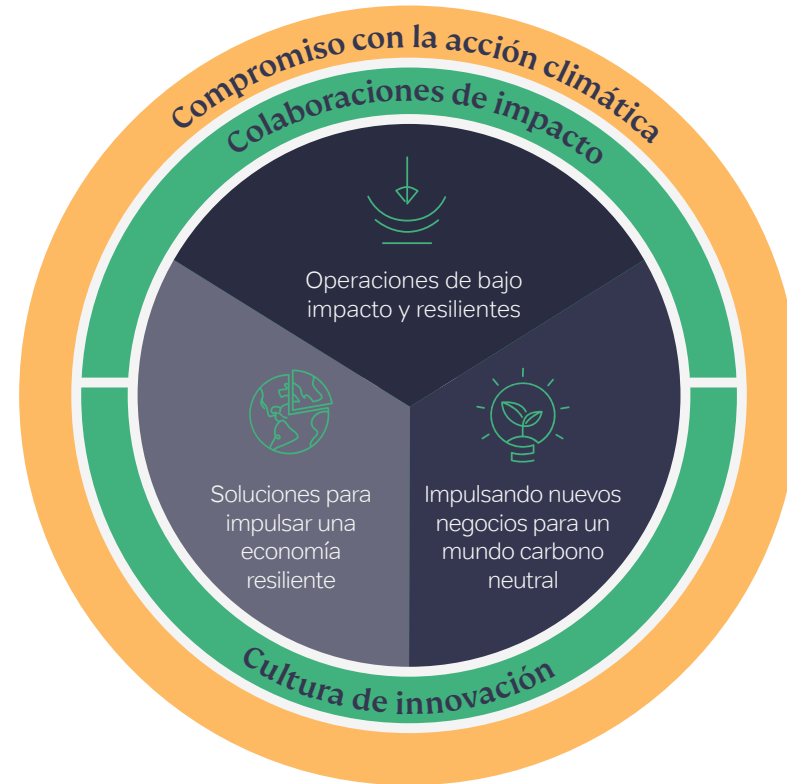 Compromiso con la acción climática
Colaboraciones de impacto
Operaciones de bajo
impacto y resilientes
Soluciones para
impulsar una
economía
resiliente
Impulsando nuevos
negocios para un
mundo carbono
neutral
Cultura de innovación